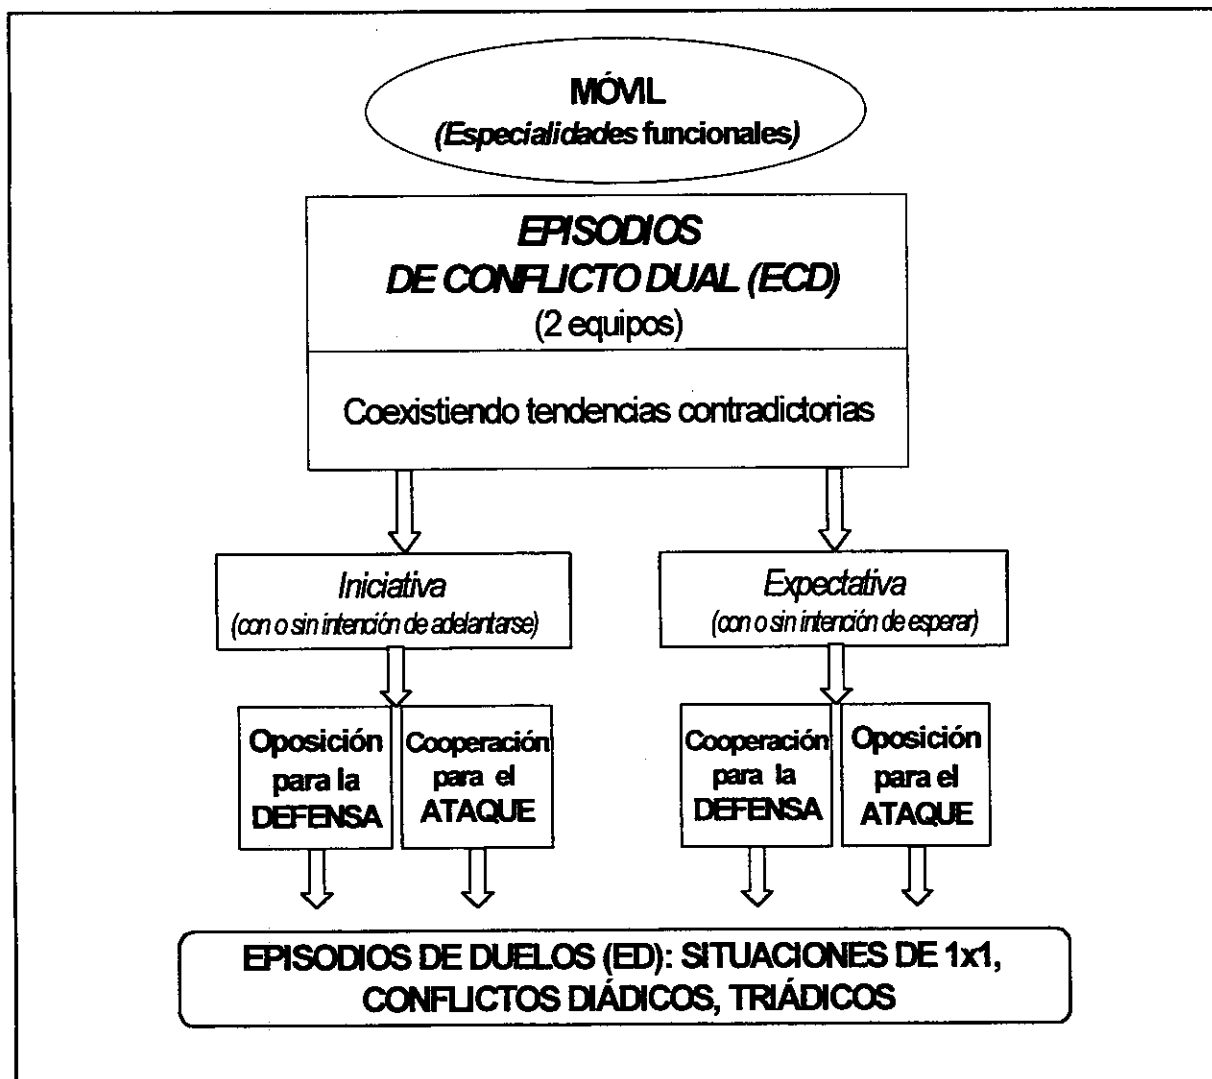 MÓVIL
(Especialidades funcionales)
EPISODIOS
DE CONFLICTO DUAL (ECD)
(2 equipos)
Coexistiendo tendencias contradictorias
Iniciativa
(con o sin intención de adelantarse)
Expectativa
(con o sin intención de esperar)
Oposición
para la
DEFENSA
Cooperación
para el
ATAQUE
Cooperación
para la
DEFENSA
Oposición
para el
ATAQUE
EPISODIOS DE DUELOS (ED): SITUACIONES DE 1x1,
CONFLICTOS DIÁDICOS, TRIÁDICOS